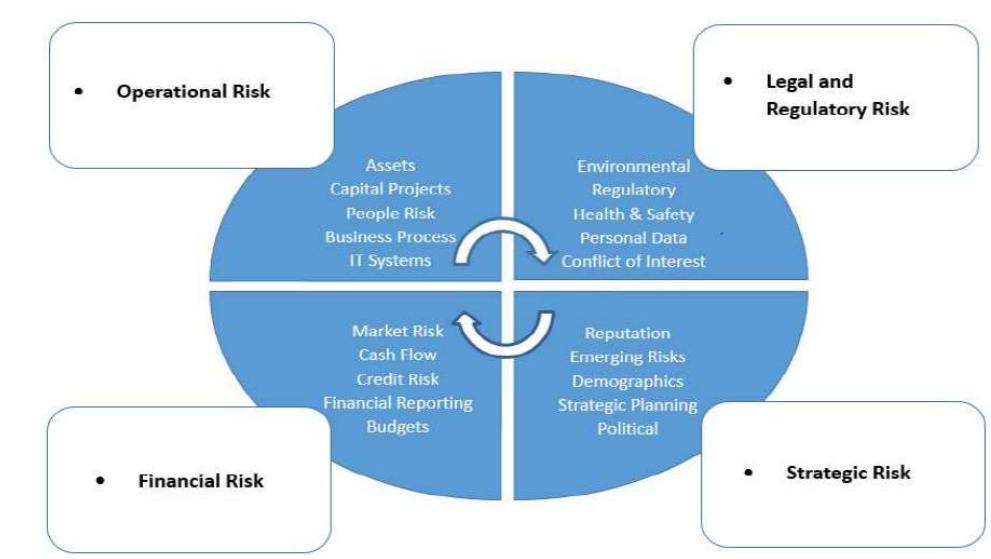 • Operational Risk
• Legal and
Regulatory Risk
Assets
Capital Projects
People Risk
Business Process
IT Systems
Environmental
Regulatory
Health & Safety
Personal Data
Conflict of Interest
Market Risk
Cash Flow
Credit Risk
Financial Reporting
Budgets
Reputation
Emerging Risks
Demographics
Strategic Planning
Political
• Financial Risk
• Strategic Risk